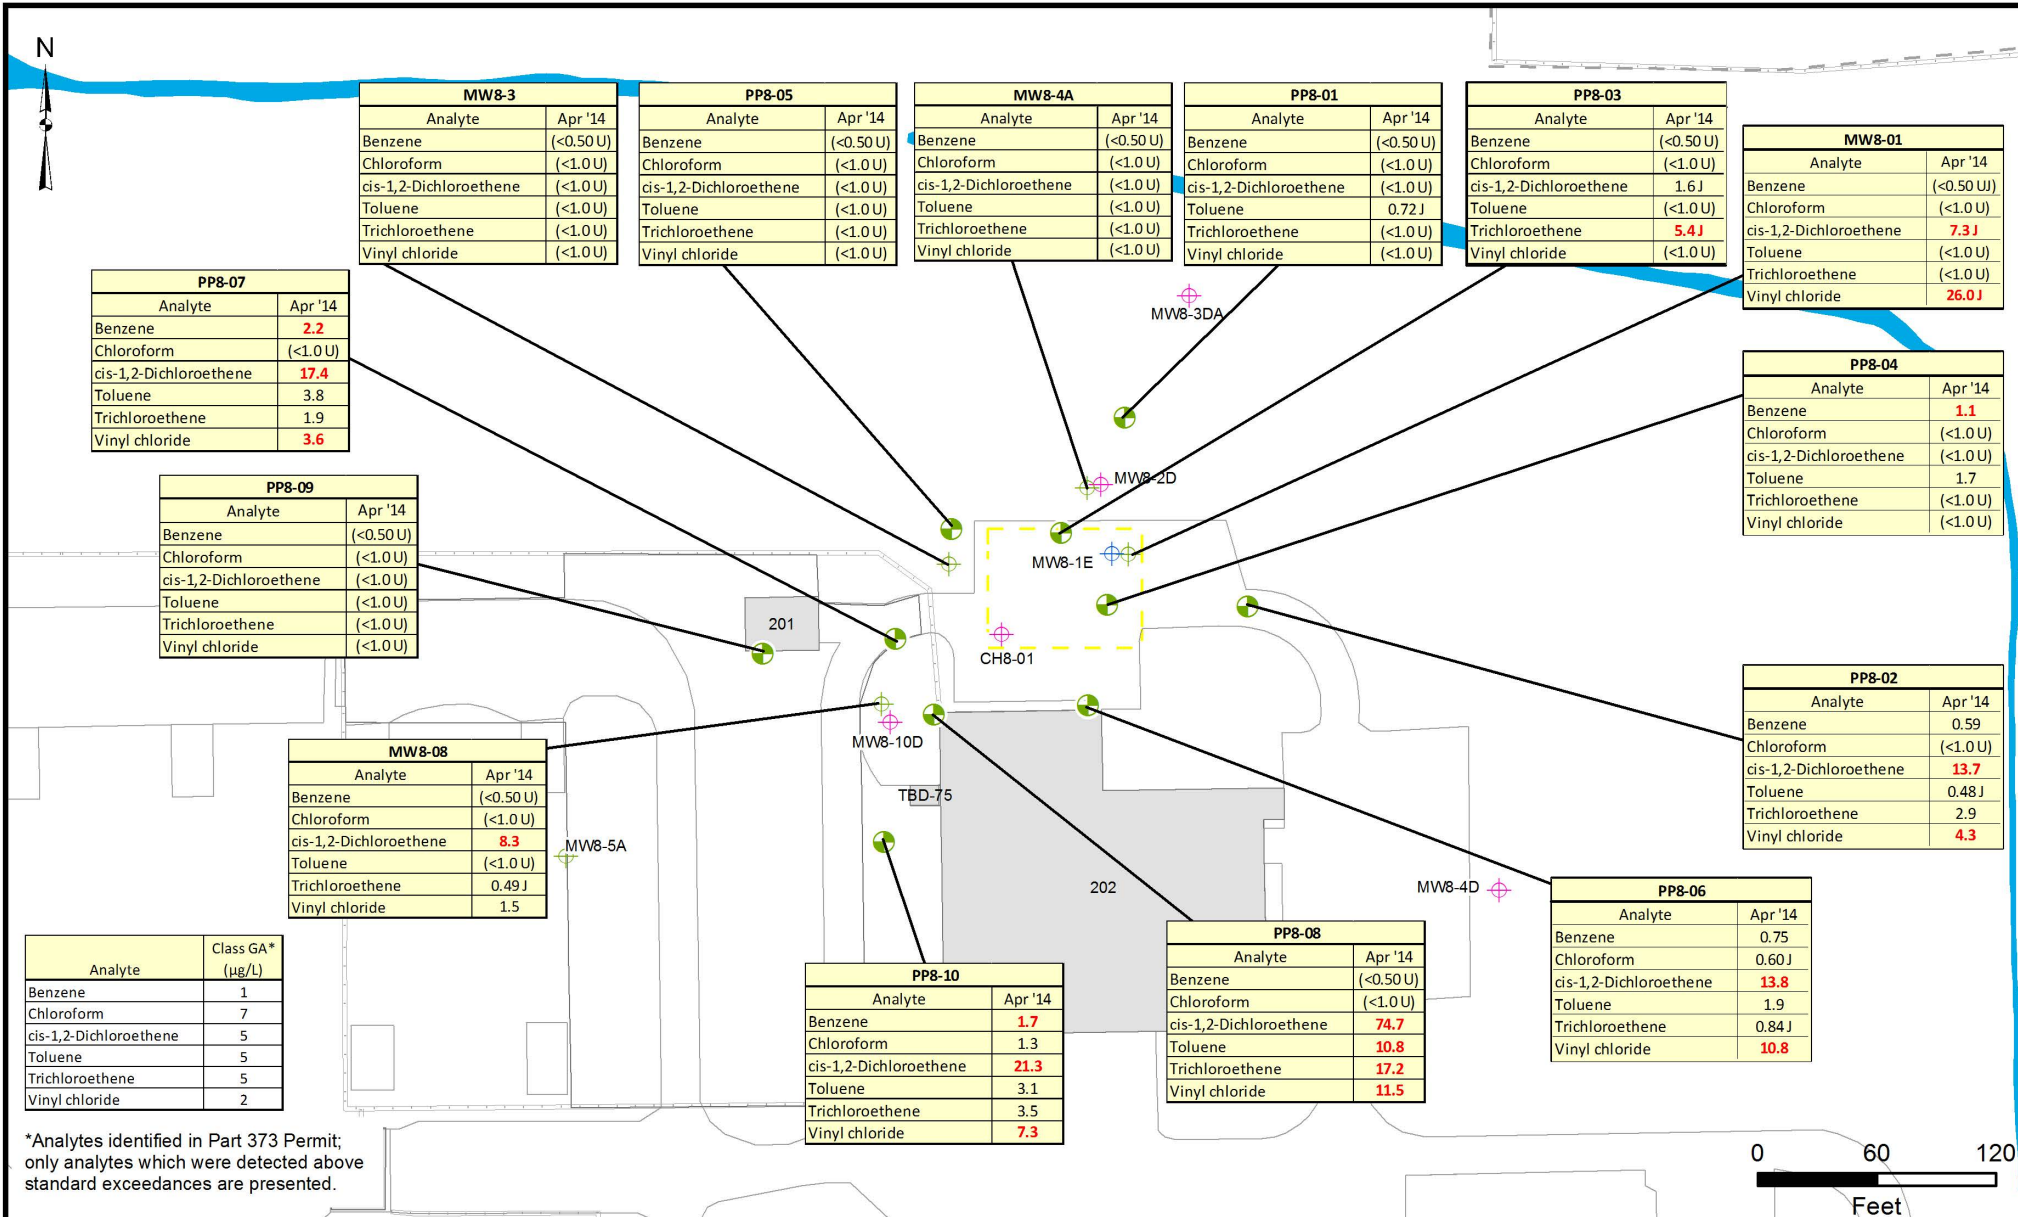 N
MW8-3
Analyte Apr '14
Benzene (<0.50 U)
Chloroform (<1.0 U)
cis-1,2-Dichloroethene (<1.0 U)
Toluene (<1.0 U)
Trichloroethene (<1.0 U)
Vinyl chloride (<1.0 U)
PP8-05
Analyte Apr '14
Benzene (<0.50 U)
Chloroform (<1.0 U)
cis-1,2-Dichloroethene (<1.0 U)
Toluene (<1.0 U)
Trichloroethene (<1.0 U)
Vinyl chloride (<1.0 U)
MW8-4A
Analyte Apr '14
Benzene (<0.50 U)
Chloroform (<1.0 U)
cis-1,2-Dichloroethene (<1.0 U)
Toluene (<1.0 U)
Trichloroethene (<1.0 U)
Vinyl chloride (<1.0 U)
PP8-01
Analyte Apr '14
Benzene (<0.50 U)
Chloroform (<1.0 U)
cis-1,2-Dichloroethene (<1.0 U)
Toluene 0.72 J
Trichloroethene (<1.0 U)
Vinyl chloride (<1.0 U)
PP8-03
Analyte Apr '14
Benzene (<0.50 U)
Chloroform (<1.0 U)
cis-1,2-Dichloroethene 1.6 J
Toluene (<1.0 U)
Trichloroethene 5.4 J
Vinyl chloride (<1.0 U)
MW8-01
Analyte Apr '14
Benzene (<0.50 UJ)
Chloroform (<1.0 U)
cis-1,2-Dichloroethene 7.3 J
Toluene (<1.0 U)
Trichloroethene (<1.0 U)
Vinyl chloride 26.0 J
PP8-07
Analyte Apr '14
Benzene 2.2
Chloroform (<1.0 U)
cis-1,2-Dichloroethene 17.4
Toluene 3.8
Trichloroethene 1.9
Vinyl chloride 3.6
MW8-3DA
PP8-04
Analyte Apr '14
Benzene 1.1
Chloroform (<1.0 U)
cis-1,2-Dichloroethene (<1.0 U)
Toluene 1.7
Trichloroethene (<1.0 U)
Vinyl chloride (<1.0 U)
PP8-09
Analyte Apr '14
Benzene (<0.50 U)
Chloroform (<1.0 U)
cis-1,2-Dichloroethene (<1.0 U)
Toluene (<1.0 U)
Trichloroethene (<1.0 U)
Vinyl chloride (<1.0 U)
MW8-2D
MW8-1E
201
CH8-01
MW8-10D
TBD-75
MW8-5A
202
MW8-4D
PP8-02
Analyte Apr '14
Benzene 0.59
Chloroform (<1.0 U)
cis-1,2-Dichloroethene 13.7
Toluene 0.48 J
Trichloroethene 2.9
Vinyl chloride 4.3
MW8-08
Analyte Apr '14
Benzene (<0.50 U)
Chloroform (<1.0 U)
cis-1,2-Dichloroethene 8.3
Toluene (<1.0 U)
Trichloroethene 0.49 J
Vinyl chloride 1.5
PP8-06
Analyte Apr '14
Benzene 0.75
Chloroform 0.60 J
cis-1,2-Dichloroethene 13.8
Toluene 1.9
Trichloroethene 0.84 J
Vinyl chloride 10.8
PP8-08
Analyte Apr '14
Benzene (<0.50 U)
Chloroform (<1.0 U)
cis-1,2-Dichloroethene 74.7
Toluene 10.8
Trichloroethene 17.2
Vinyl chloride 11.5
PP8-10
Analyte Apr '14
Benzene 1.7
Chloroform 1.3
cis-1,2-Dichloroethene 21.3
Toluene 3.1
Trichloroethene 3.5
Vinyl chloride 7.3
Class GA*
Analyte (µg/L)
Benzene 1
Chloroform 7
cis-1,2-Dichloroethene 5
Toluene 5
Trichloroethene 5
Vinyl chloride 2
*Analytes identified in Part 373 Permit;
only analytes which were detected above
standard exceedances are presented.
0 60 120
Feet